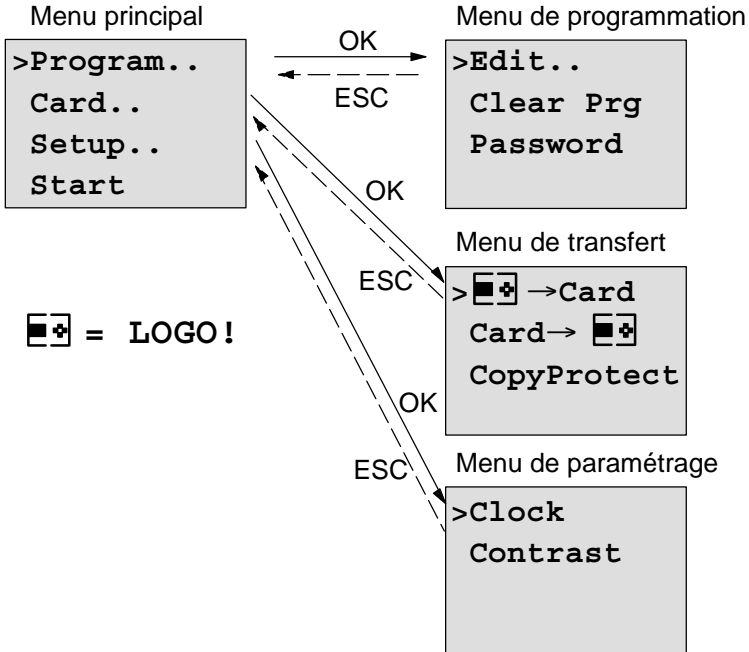 Menu principal
>Program..
Card..
Setup..
Start
OK
ESC
Menu de programmation
>Edit..
Clear Prg
Password
OK
ESC
Menu de transfert
> →Card
Card→
CopyProtect
= LOGO!
OK
ESC
Menu de paramétrage
>Clock
Contrast